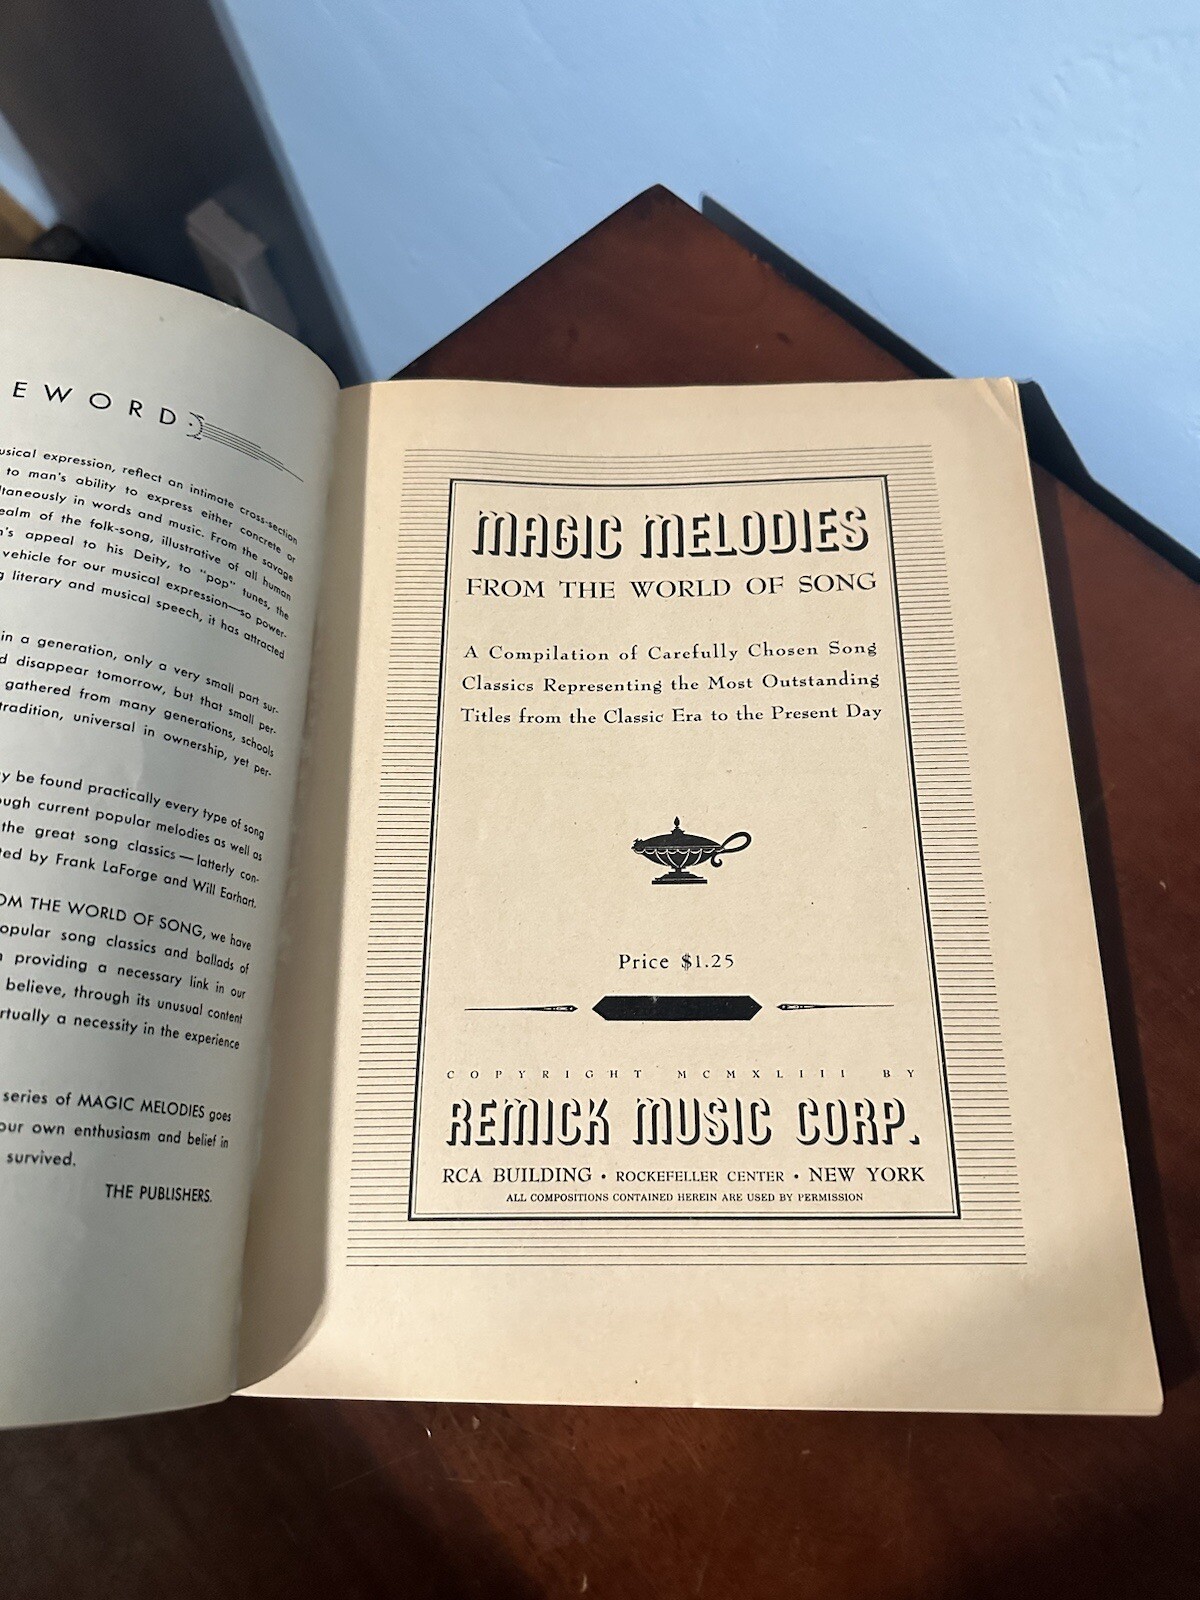 EWORD
usical expression, reflect an intimate cross-section
to man's ability to express either concrete or
ltaneously in words and music. From the savage
ealm of the folk-song, illustrative of all human
n's appeal to his Deity, to "pop" tunes, the
vehicle for our musical expression—so power-
g literary and musical speech, it has attracted
in a generation, only a very small part sur-
d disappear tomorrow, but that small per-
gathered from many generations, schools
tradition, universal in ownership, yet per-
y be found practically every type of song
ough current popular melodies as well as
the great song classics — latterly con-
ted by Frank LaForge and Will Earhart.
OM THE WORLD OF SONG, we have
opular song classics and ballads of
n providing a necessary link in our
believe, through its unusual content
rtually a necessity in the experience
series of MAGIC MELODIES goes
our own enthusiasm and belief in
survived.
THE PUBLISHERS.
MAGIC MELODIES
FROM THE WORLD OF SONG
A Compilation of Carefully Chosen Song
Classics Representing the Most Outstanding
Titles from the Classic Era to the Present Day
Price $1.25
COPYRIGHT MCMXLIII BY
REMICK MUSIC CORP.
RCA BUILDING • ROCKEFELLER CENTER • NEW YORK
ALL COMPOSITIONS CONTAINED HEREIN ARE USED BY PERMISSION